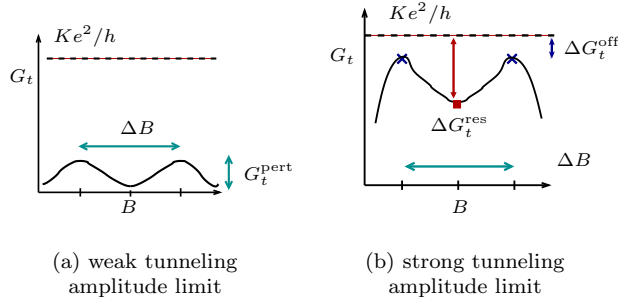 Ke²/h
G_t
ΔB
G_t^pert
B
(a) weak tunneling
amplitude limit
Ke²/h
G_t
ΔG_t^off
ΔG_t^res
ΔB
B
(b) strong tunneling
amplitude limit